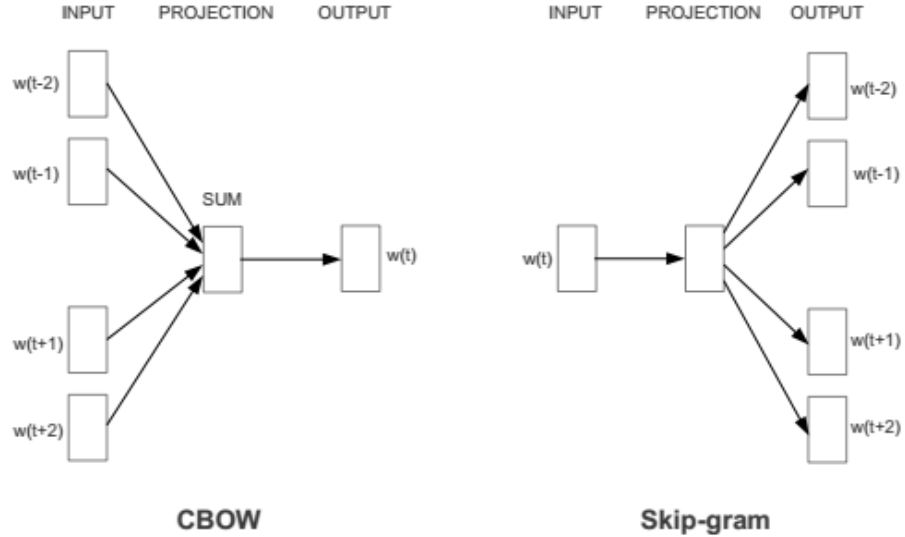 INPUT PROJECTION OUTPUT
w(t-2)
w(t-1)
SUM
w(t)
w(t+1)
w(t+2)
CBOW
INPUT PROJECTION OUTPUT
w(t-2)
w(t-1)
w(t)
w(t+1)
w(t+2)
Skip-gram